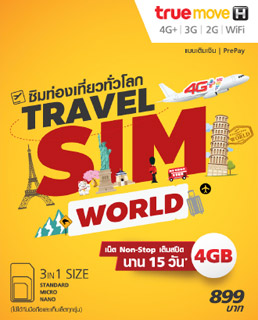 truemove H
4G+ | 3G | 2G | WiFi
แบบเติมเงิน | PrePay
ซิมท่องเที่ยวทั่วโลก
4G+
TRAVEL
SIM
WORLD
เน็ต Non-Stop เต็มสปีด
นาน 15 วัน*
4GB
3 IN 1 SIZE
STANDARD
MICRO
NANO
899
บาท